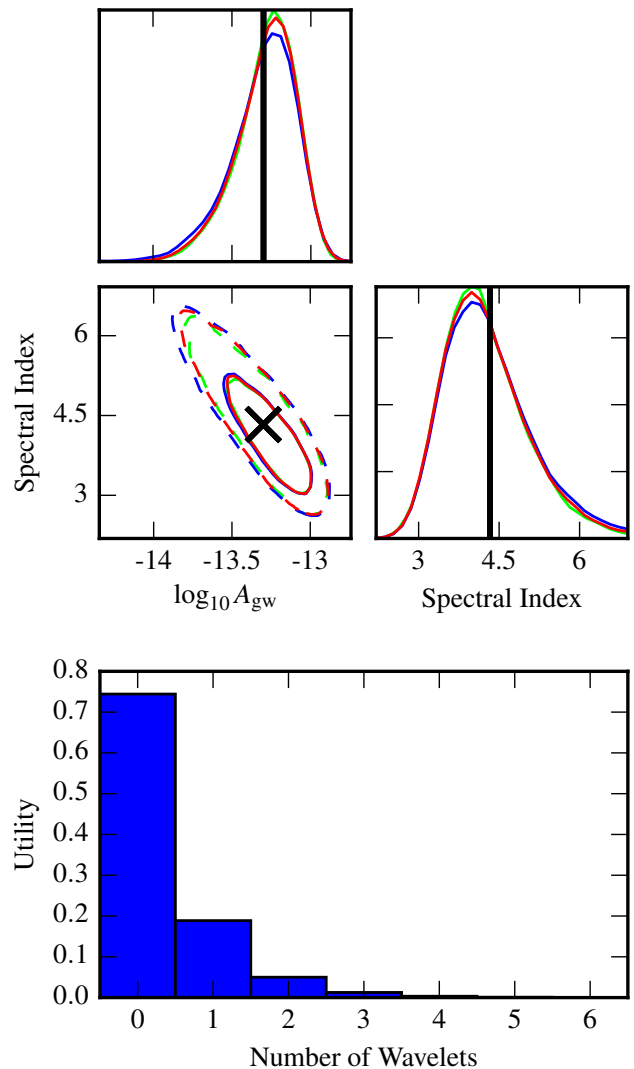 Spectral Index
6
4.5
3
-14 -13.5 -13
log10 Agw
3 4.5 6
Spectral Index
Utility
0.8
0.7
0.6
0.5
0.4
0.3
0.2
0.1
0.0
0 1 2 3 4 5 6
Number of Wavelets